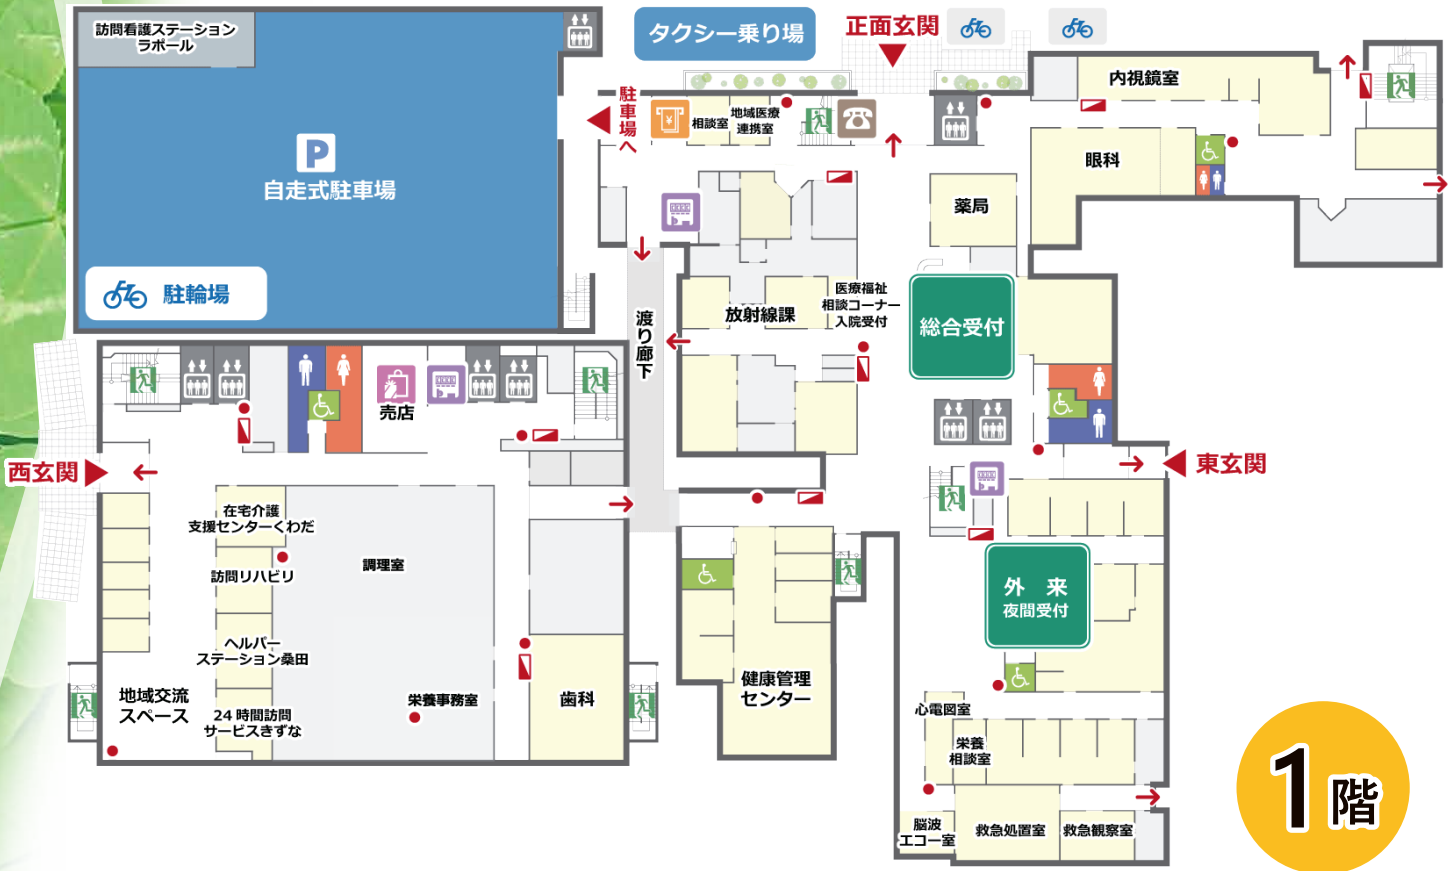 訪問看護ステーション
ラポール
タクシー乗り場
正面玄関
P
自走式駐車場
駐輪場
駐車場へ
¥
相談室
地域医療
連携室
内視鏡室
眼科
薬局
放射線課
医療福祉
相談コーナー
入院受付
総合受付
渡り廊下
売店
西玄関
東玄関
在宅介護
支援センターくわだ
訪問リハビリ
調理室
ヘルパー
ステーション桑田
地域交流
スペース
24時間訪問
サービスきずな
栄養事務室
歯科
健康管理
センター
外 来
夜間受付
心電図室
栄養
相談室
脳波
エコー室
救急処置室
救急観察室
1階